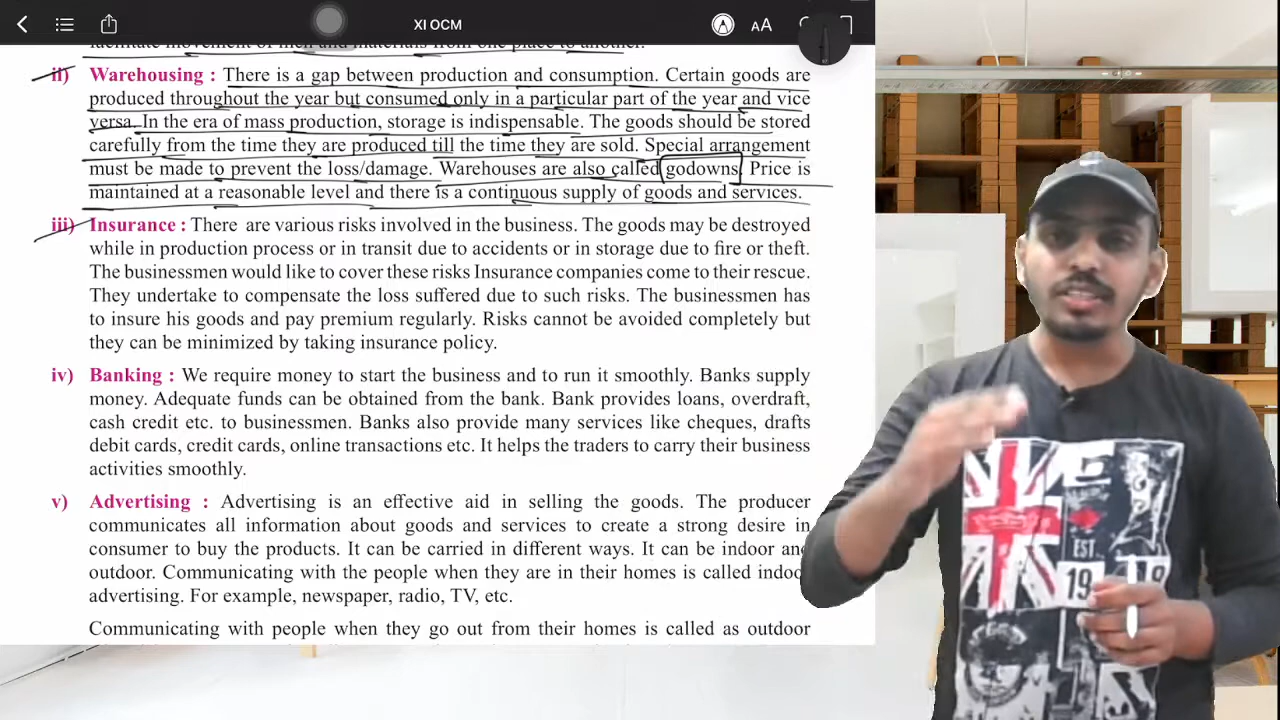 XI OCM
AA
facilitate movement of men and materials from one place to another.
ii) Warehousing : There is a gap between production and consumption. Certain goods are
produced throughout the year but consumed only in a particular part of the year and vice
versa. In the era of mass production, storage is indispensable. The goods should be stored
carefully from the time they are produced till the time they are sold. Special arrangement
must be made to prevent the loss/damage. Warehouses are also called godowns. Price is
maintained at a reasonable level and there is a continuous supply of goods and services.
iii) Insurance : There are various risks involved in the business. The goods may be destroyed
while in production process or in transit due to accidents or in storage due to fire or theft.
The businessmen would like to cover these risks Insurance companies come to their rescue.
They undertake to compensate the loss suffered due to such risks. The businessmen has
to insure his goods and pay premium regularly. Risks cannot be avoided completely but
they can be minimized by taking insurance policy.
iv) Banking : We require money to start the business and to run it smoothly. Banks supply
money. Adequate funds can be obtained from the bank. Bank provides loans, overdraft,
cash credit etc. to businessmen. Banks also provide many services like cheques, drafts
debit cards, credit cards, online transactions etc. It helps the traders to carry their business
activities smoothly.
v) Advertising : Advertising is an effective aid in selling the goods. The producer
communicates all information about goods and services to create a strong desire in
consumer to buy the products. It can be carried in different ways. It can be indoor and
outdoor. Communicating with the people when they are in their homes is called indoor
advertising. For example, newspaper, radio, TV, etc.
Communicating with people when they go out from their homes is called as outdoor
EST.
19